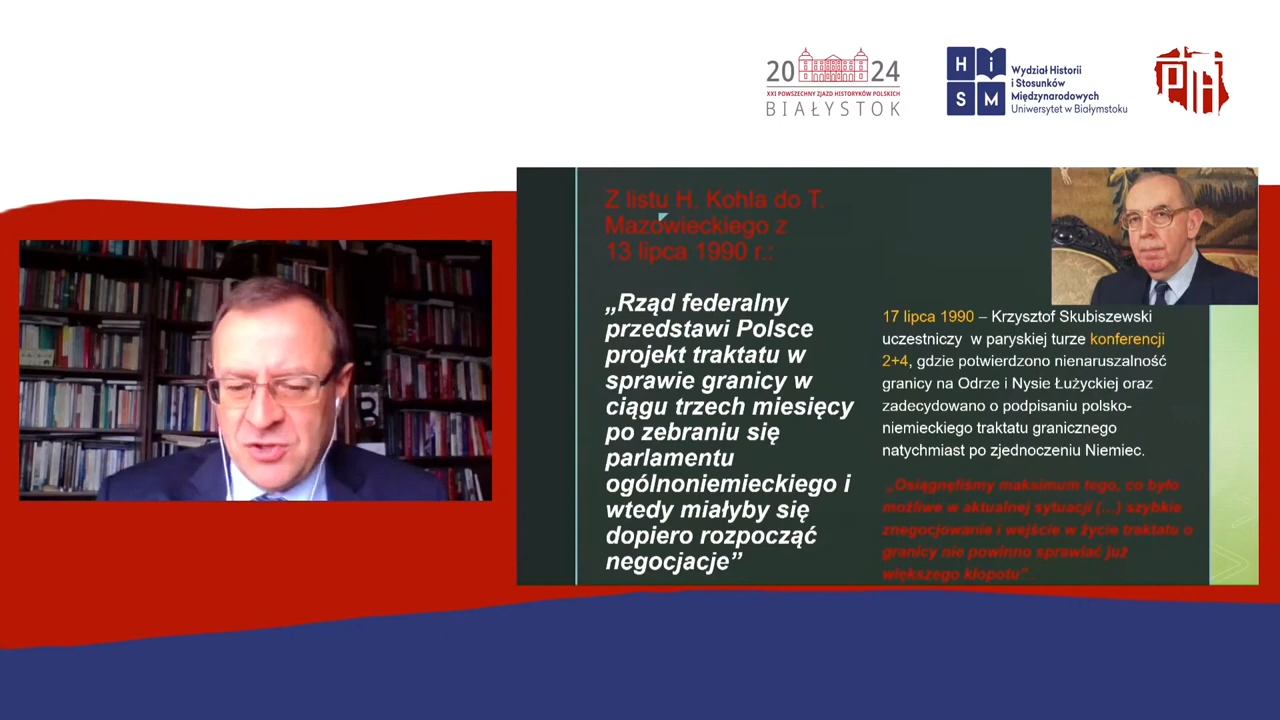 20 24
XXI POWSZECHNY ZJAZD HISTORYKÓW POLSKICH
BIAŁYSTOK
H i
S M
Wydział Historii
i Stosunków
Międzynarodowych
Uniwersytet w Białymstoku
PTH
Z listu H. Kohla do T.
Mazowieckiego z
13 lipca 1990 r.:
„Rząd federalny
przedstawi Polsce
projekt traktatu w
sprawie granicy w
ciągu trzech miesięcy
po zebraniu się
parlamentu
ogólnoniemieckiego i
wtedy miałyby się
dopiero rozpocząć
negocjacje”
17 lipca 1990 – Krzysztof Skubiszewski
uczestniczy w paryskiej turze konferencji
2+4, gdzie potwierdzono nienaruszalność
granicy na Odrze i Nysie Łużyckiej oraz
zadecydowano o podpisaniu polsko-
niemieckiego traktatu granicznego
natychmiast po zjednoczeniu Niemiec.
„Osiągnęliśmy maksimum tego, co było
możliwe w aktualnej sytuacji (...) szybkie
znegocjowanie i wejście w życie traktatu o
granicy nie powinno sprawiać już
większego kłopotu”.